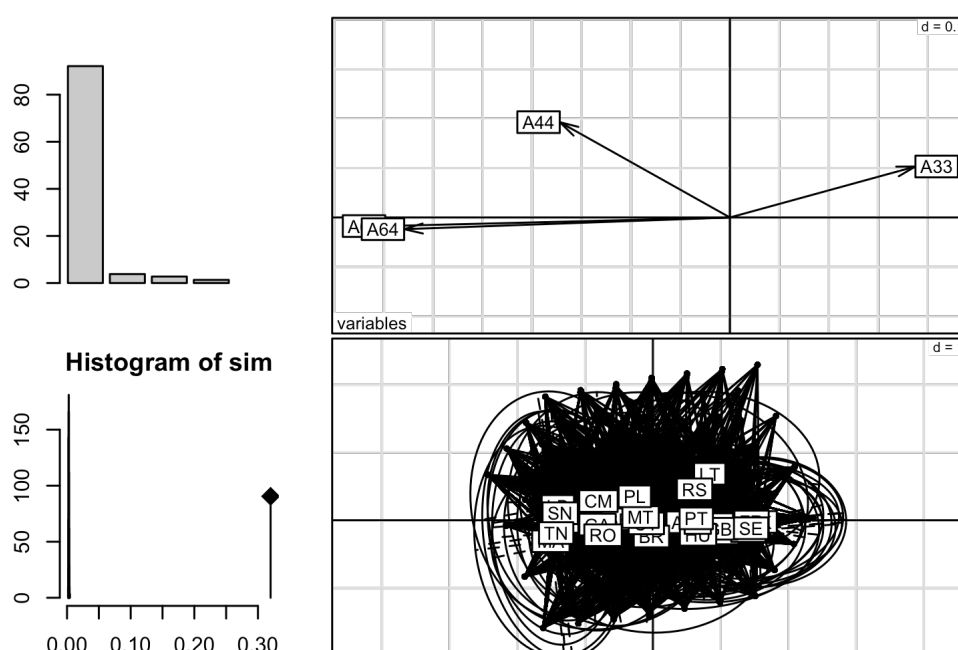 80
60
40
20
0
d = 0.
A44
A33
A64
variables
Histogram of sim
150
100
50
0
0.00 0.10 0.20 0.30
d =
LT
RS
PL
CM
SN
MT
PT
SE
TN
RO
BR